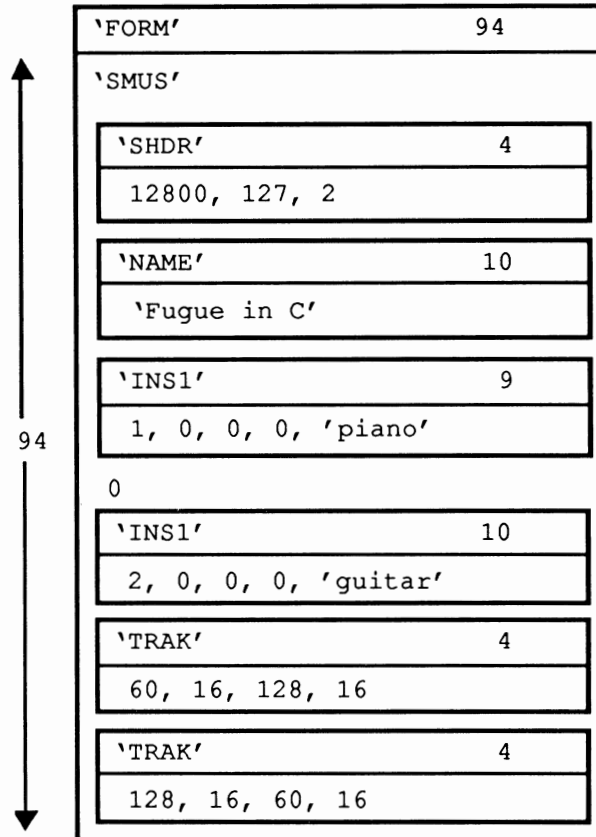 ‘FORM’ 94
‘SMUS’
‘SHDR’ 4
12800, 127, 2
‘NAME’ 10
‘Fugue in C’
‘INS1’ 9
1, 0, 0, 0, ’piano’
94
0
‘INS1’ 10
2, 0, 0, 0, ’guitar’
‘TRAK’ 4
60, 16, 128, 16
‘TRAK’ 4
128, 16, 60, 16